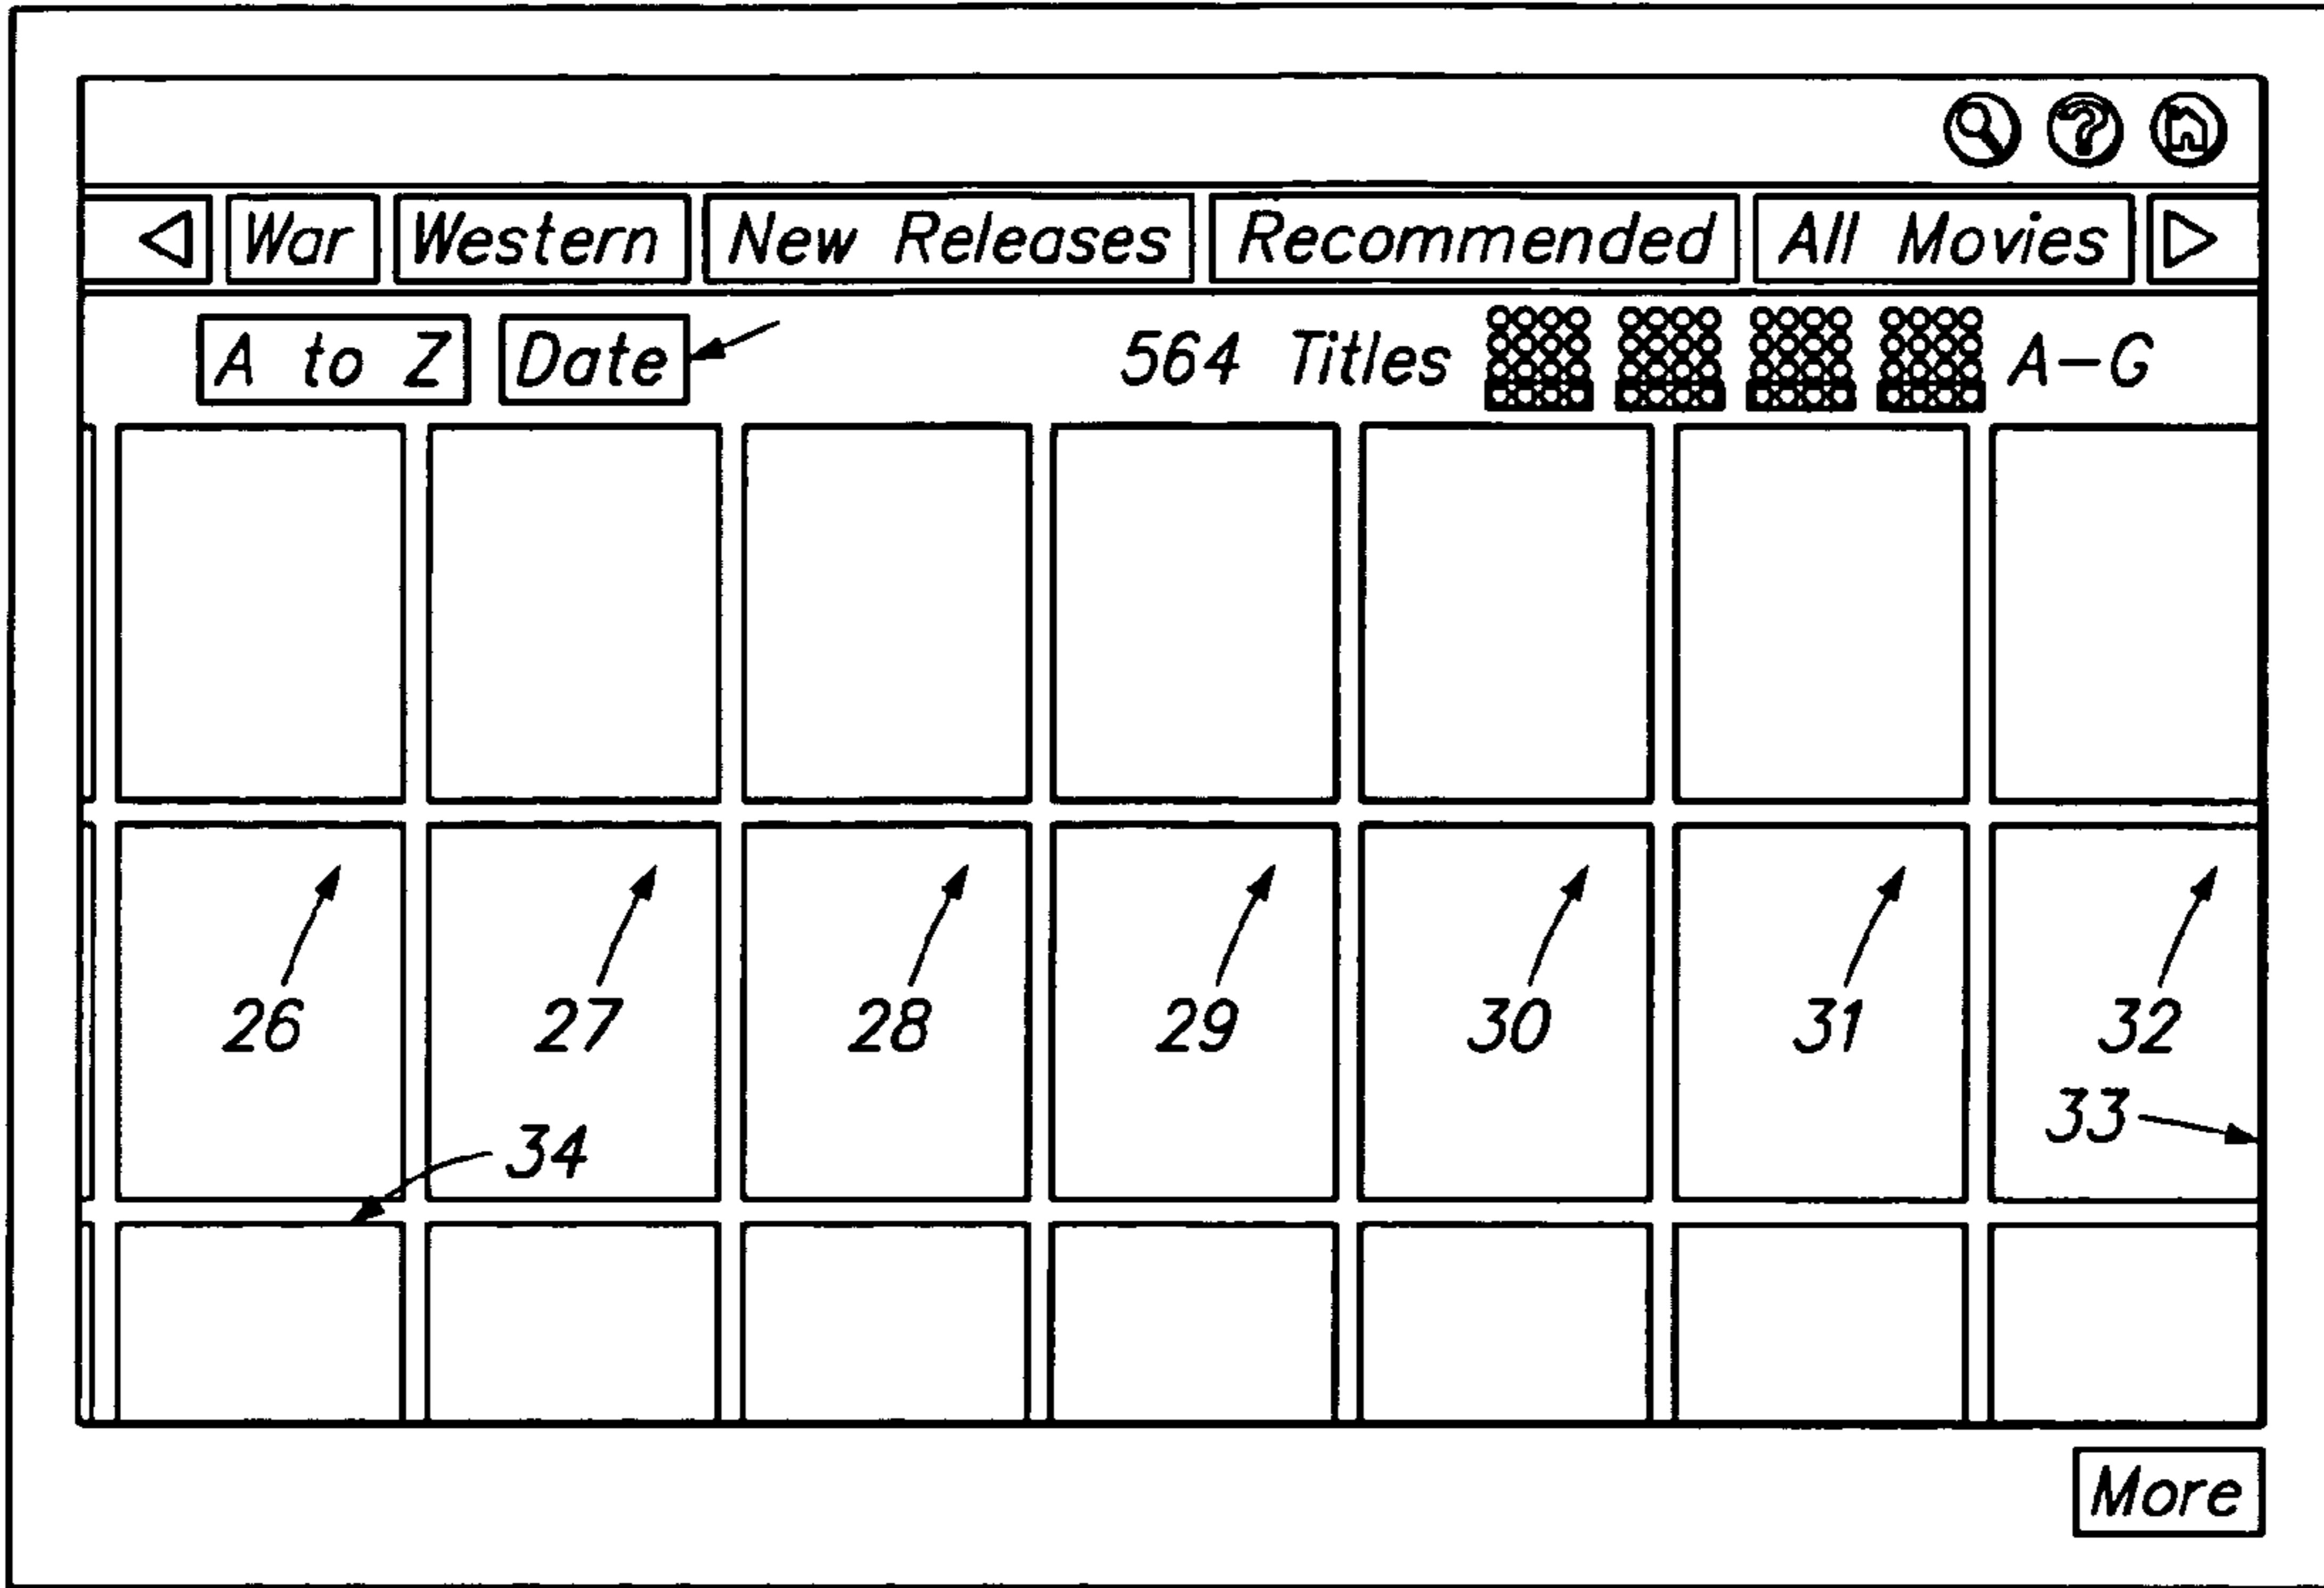 War Western New Releases Recommended All Movies
A to Z Date 564 Titles A-G
26 27 28 29 30 31 32
33
34
More